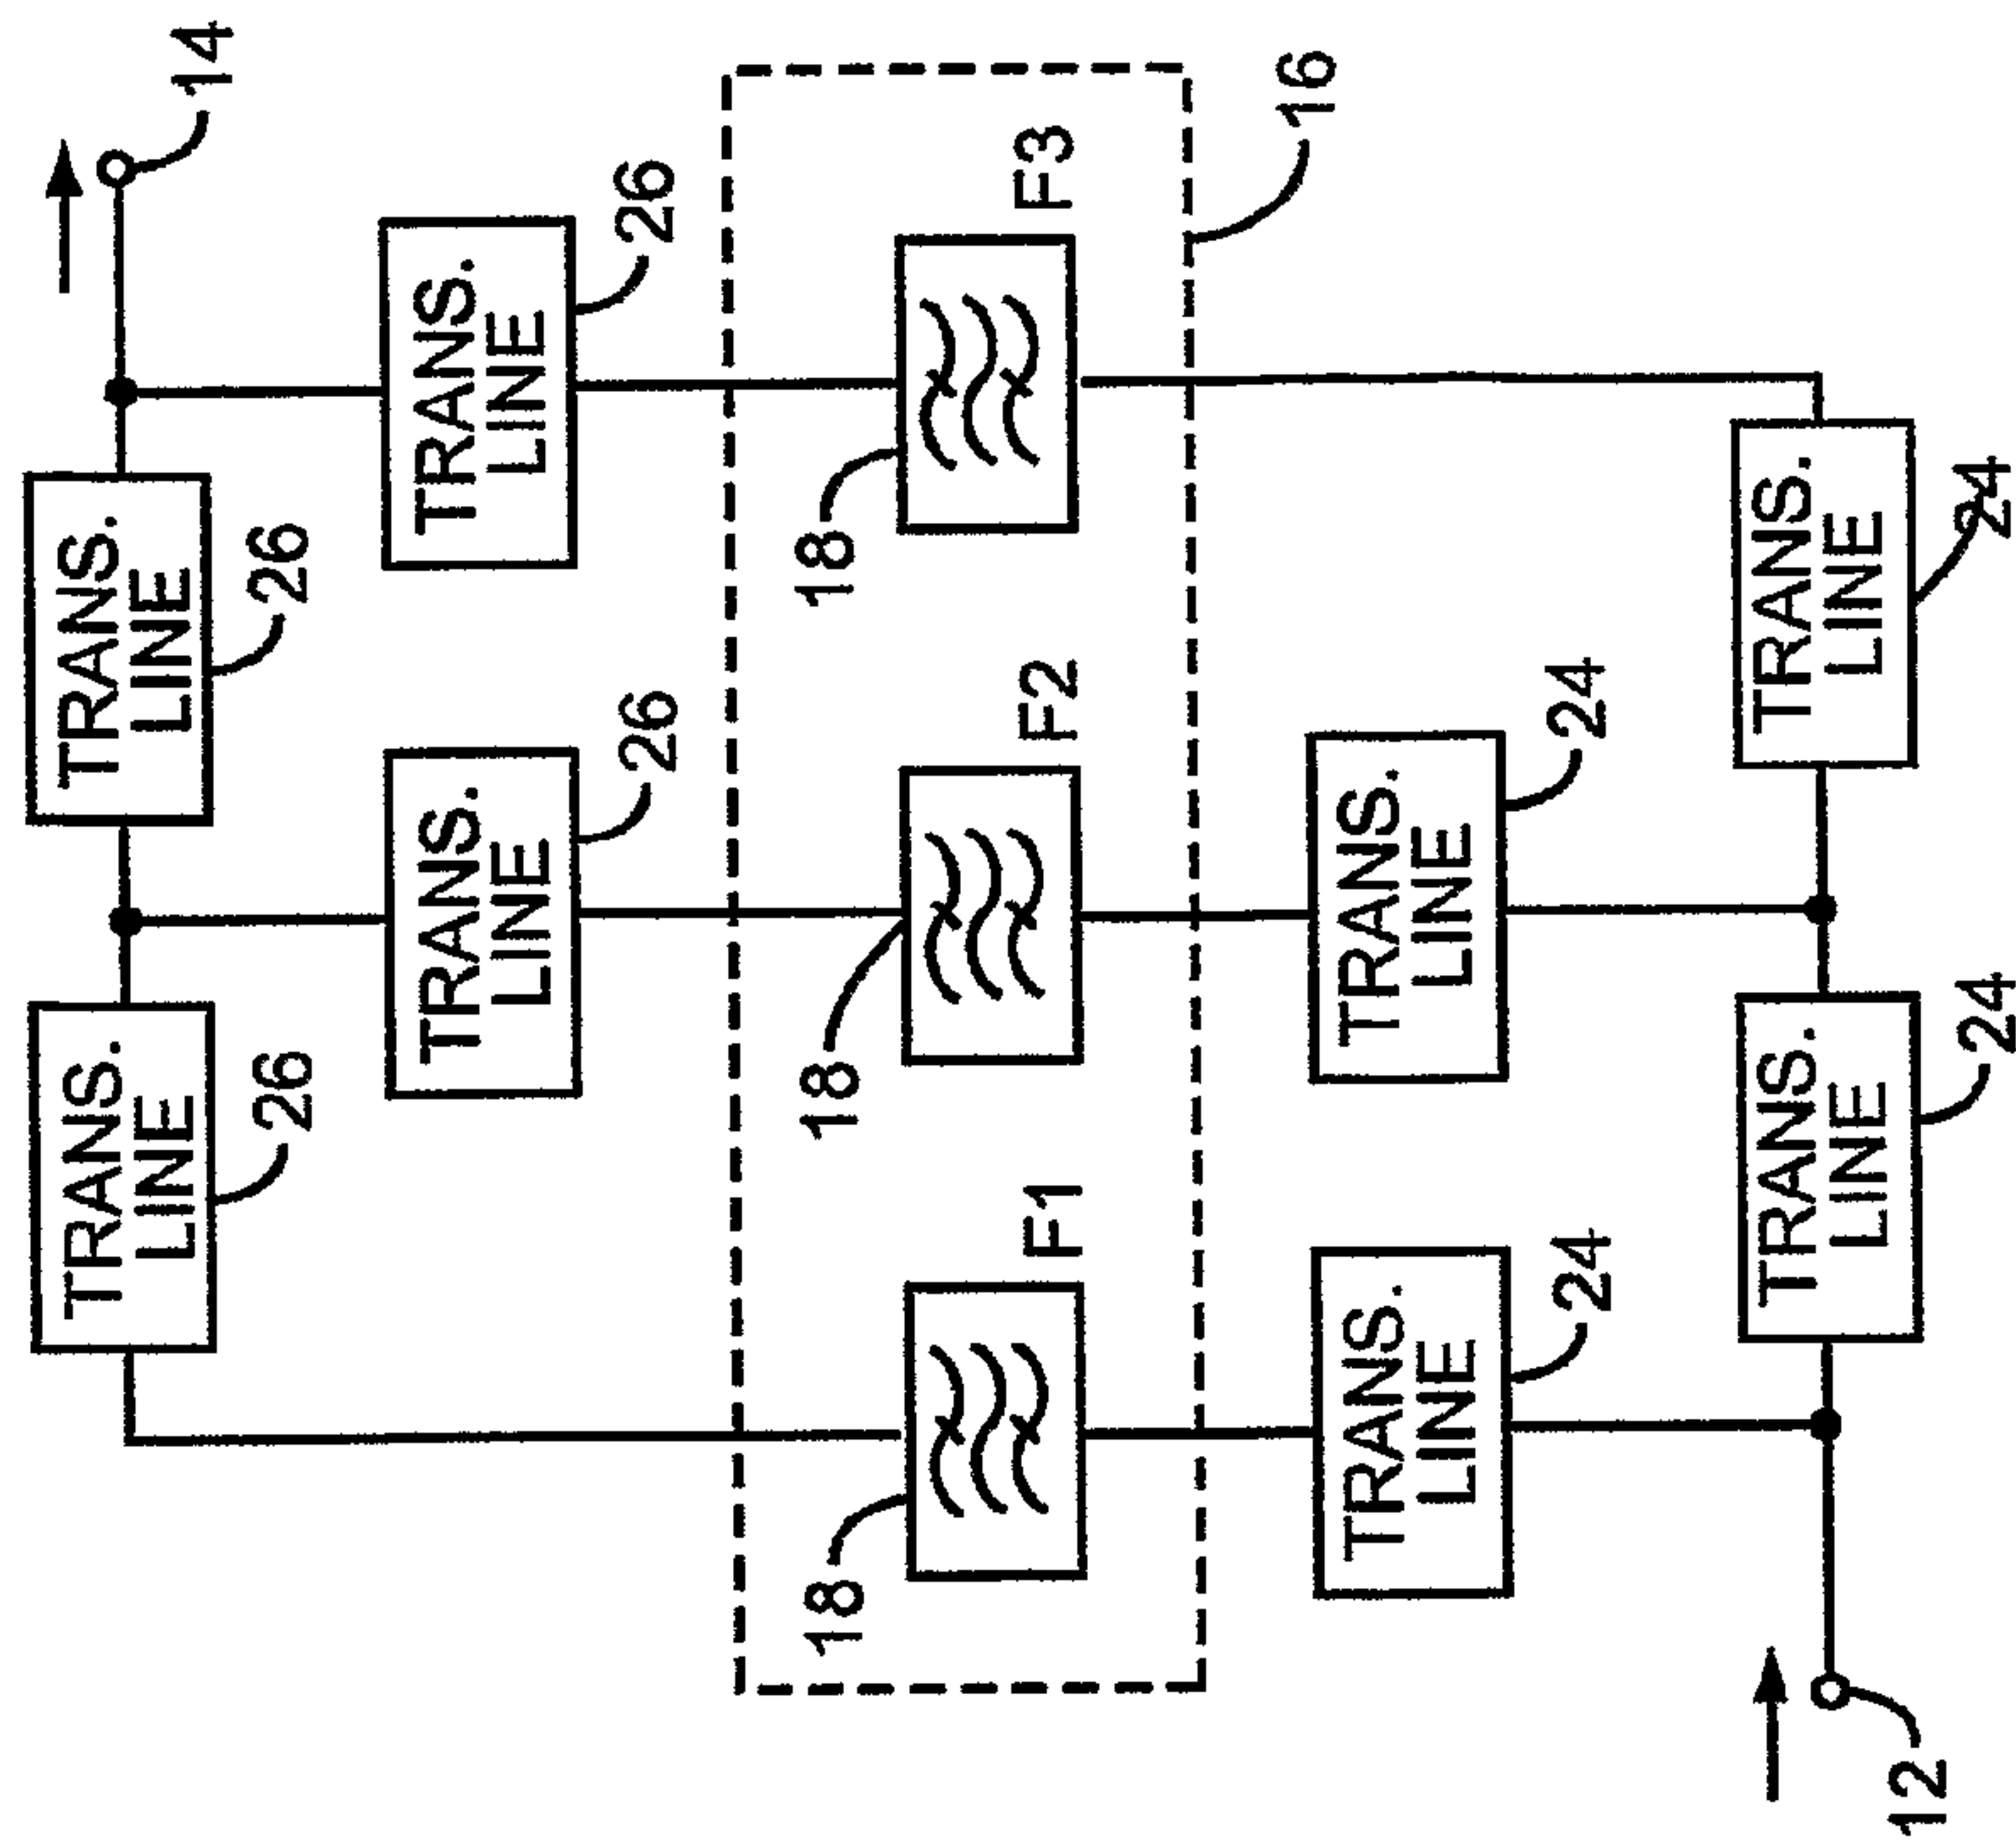 TRANS.
LINE
TRANS.
LINE
14
26
26
TRANS.
LINE
TRANS.
LINE
26
26
18
18
18
F1
F2
F3
16
TRANS.
LINE
TRANS.
LINE
24
24
TRANS.
LINE
TRANS.
LINE
12
24
24